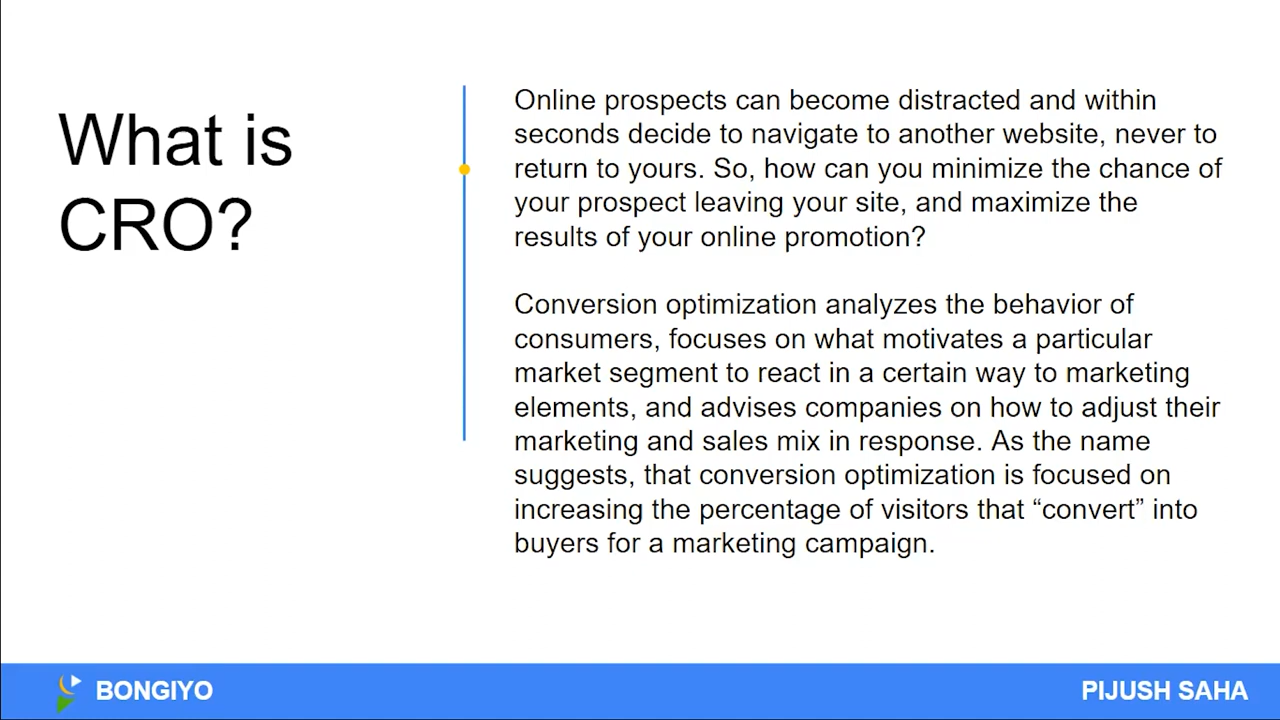 What is
CRO?
Online prospects can become distracted and within
seconds decide to navigate to another website, never to
return to yours. So, how can you minimize the chance of
your prospect leaving your site, and maximize the
results of your online promotion?
Conversion optimization analyzes the behavior of
consumers, focuses on what motivates a particular
market segment to react in a certain way to marketing
elements, and advises companies on how to adjust their
marketing and sales mix in response. As the name
suggests, that conversion optimization is focused on
increasing the percentage of visitors that “convert” into
buyers for a marketing campaign.
BONGIYO
PIJUSH SAHA